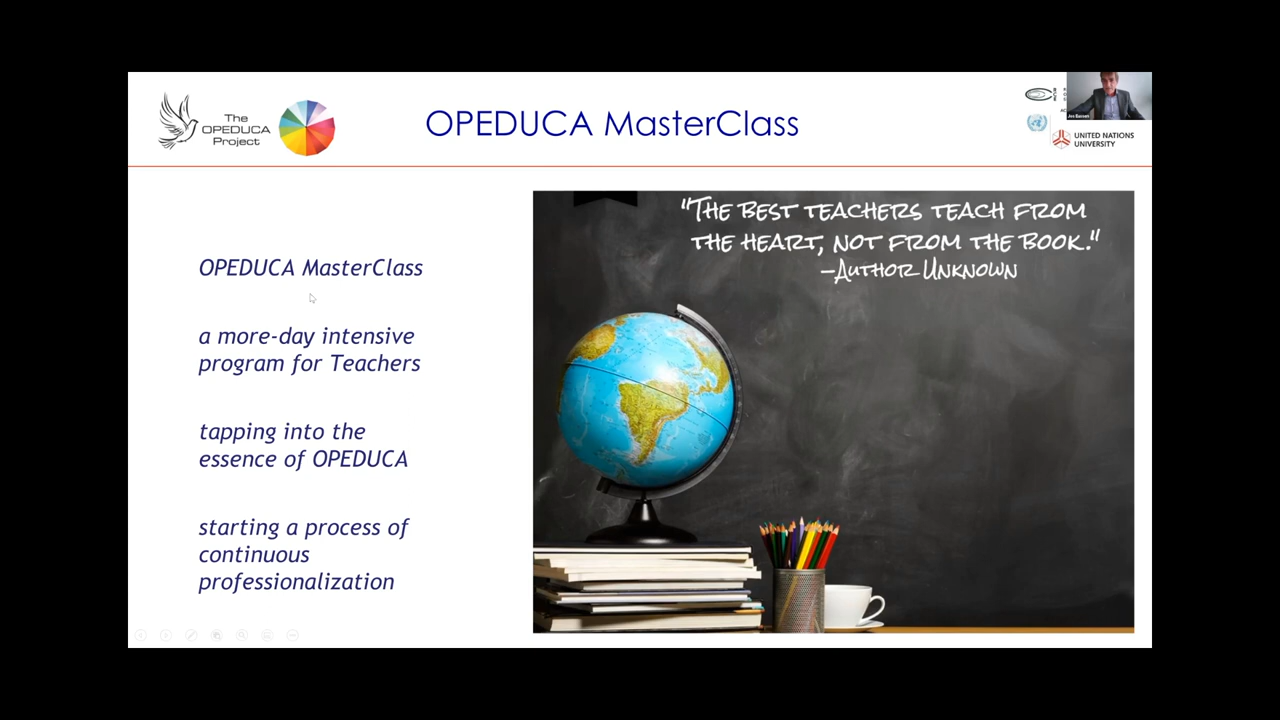 The
OPEDUCA
Project
OPEDUCA MasterClass
UNITED NATIONS
UNIVERSITY
OPEDUCA MasterClass
a more-day intensive
program for Teachers
tapping into the
essence of OPEDUCA
starting a process of
continuous
professionalization
"THE BEST TEACHERS TEACH FROM
THE HEART, NOT FROM THE BOOK."
–AUTHOR UNKNOWN